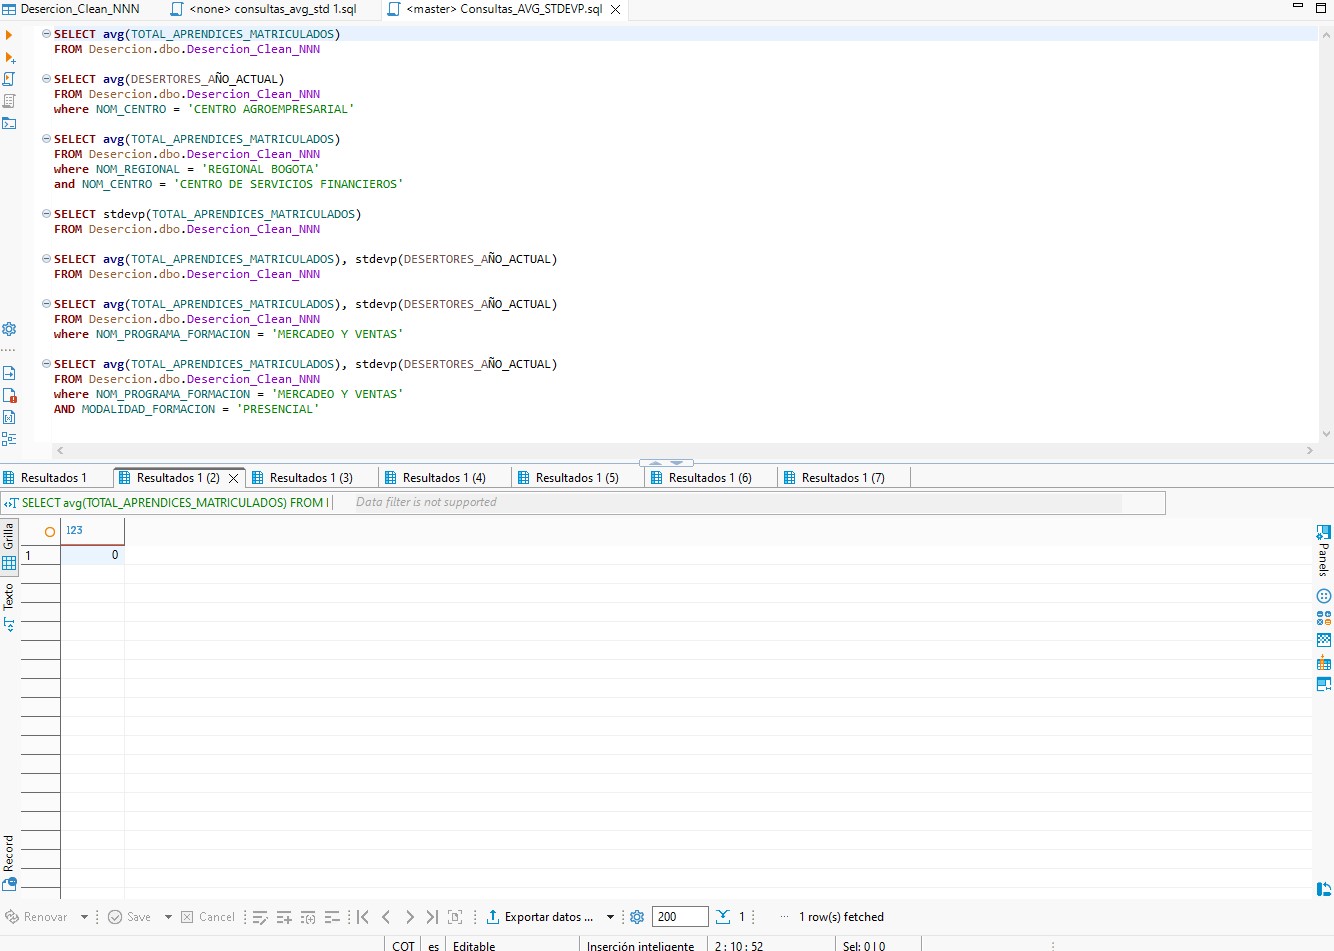 Desercion_Clean_NNN
<none> consultas_avg_std 1.sql
<master> Consultas_AVG_STDEVP.sql
SELECT avg(TOTAL_APRENDICES_MATRICULADOS)
FROM Desercion.dbo.Desercion_Clean_NNN
SELECT avg(DESERTORES_AÑO_ACTUAL)
FROM Desercion.dbo.Desercion_Clean_NNN
where NOM_CENTRO = 'CENTRO AGROEMPRESARIAL'
SELECT avg(TOTAL_APRENDICES_MATRICULADOS)
FROM Desercion.dbo.Desercion_Clean_NNN
where NOM_REGIONAL = 'REGIONAL BOGOTA'
and NOM_CENTRO = 'CENTRO DE SERVICIOS FINANCIEROS'
SELECT stdevp(TOTAL_APRENDICES_MATRICULADOS)
FROM Desercion.dbo.Desercion_Clean_NNN
SELECT avg(TOTAL_APRENDICES_MATRICULADOS), stdevp(DESERTORES_AÑO_ACTUAL)
FROM Desercion.dbo.Desercion_Clean_NNN
SELECT avg(TOTAL_APRENDICES_MATRICULADOS), stdevp(DESERTORES_AÑO_ACTUAL)
FROM Desercion.dbo.Desercion_Clean_NNN
where NOM_PROGRAMA_FORMACION = 'MERCADEO Y VENTAS'
SELECT avg(TOTAL_APRENDICES_MATRICULADOS), stdevp(DESERTORES_AÑO_ACTUAL)
FROM Desercion.dbo.Desercion_Clean_NNN
where NOM_PROGRAMA_FORMACION = 'MERCADEO Y VENTAS'
AND MODALIDAD_FORMACION = 'PRESENCIAL'
Resultados 1
Resultados 1 (2)
Resultados 1 (3)
Resultados 1 (4)
Resultados 1 (5)
Resultados 1 (6)
Resultados 1 (7)
SELECT avg(TOTAL_APRENDICES_MATRICULADOS) FROM
Data filter is not supported
Grilla
Texto
Record
123
1
0
Panels
Renovar
Save
Cancel
Exportar datos ...
200
1
... 1 row(s) fetched
COT
es
Editable
Inserción inteligente
2 : 10 : 52
Sel: 0 | 0